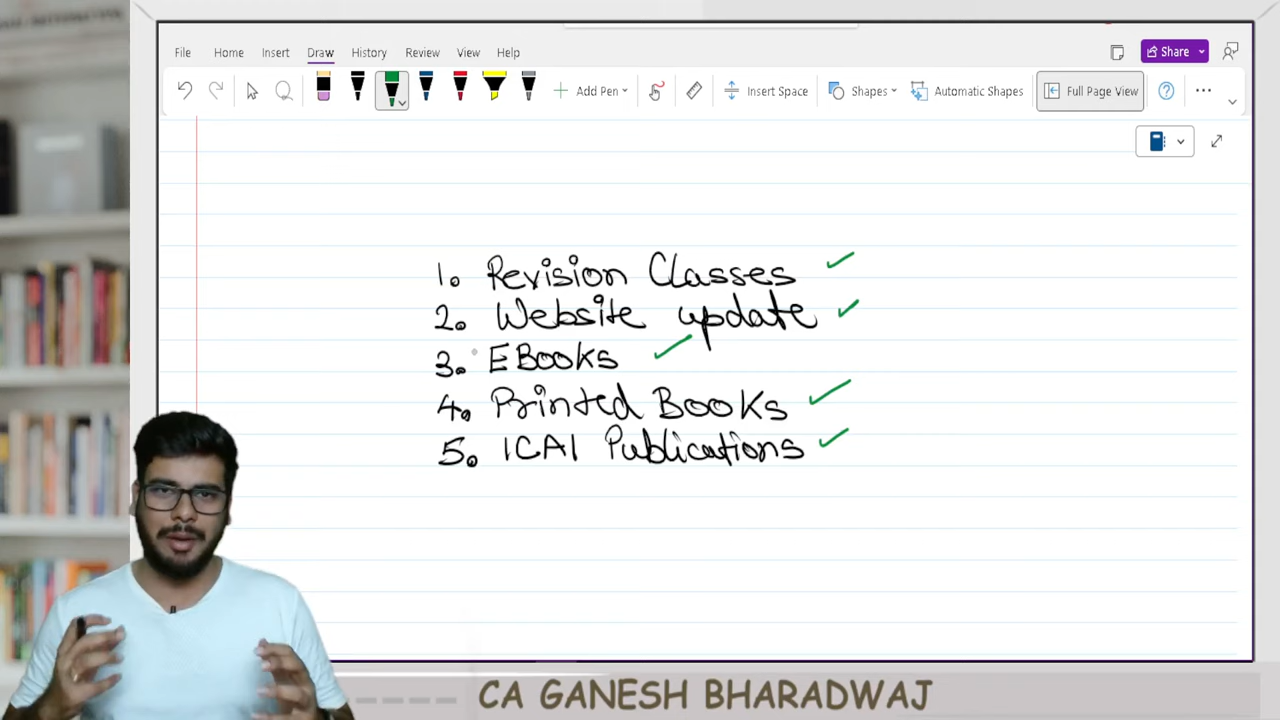 File Home Insert Draw History Review View Help Share
Add Pen Insert Space Shapes Automatic Shapes Full Page View
1. Revision Classes
2. Website update
3. EBooks
4. Printed Books
5. ICAI Publications
CA GANESH BHARADWAJ